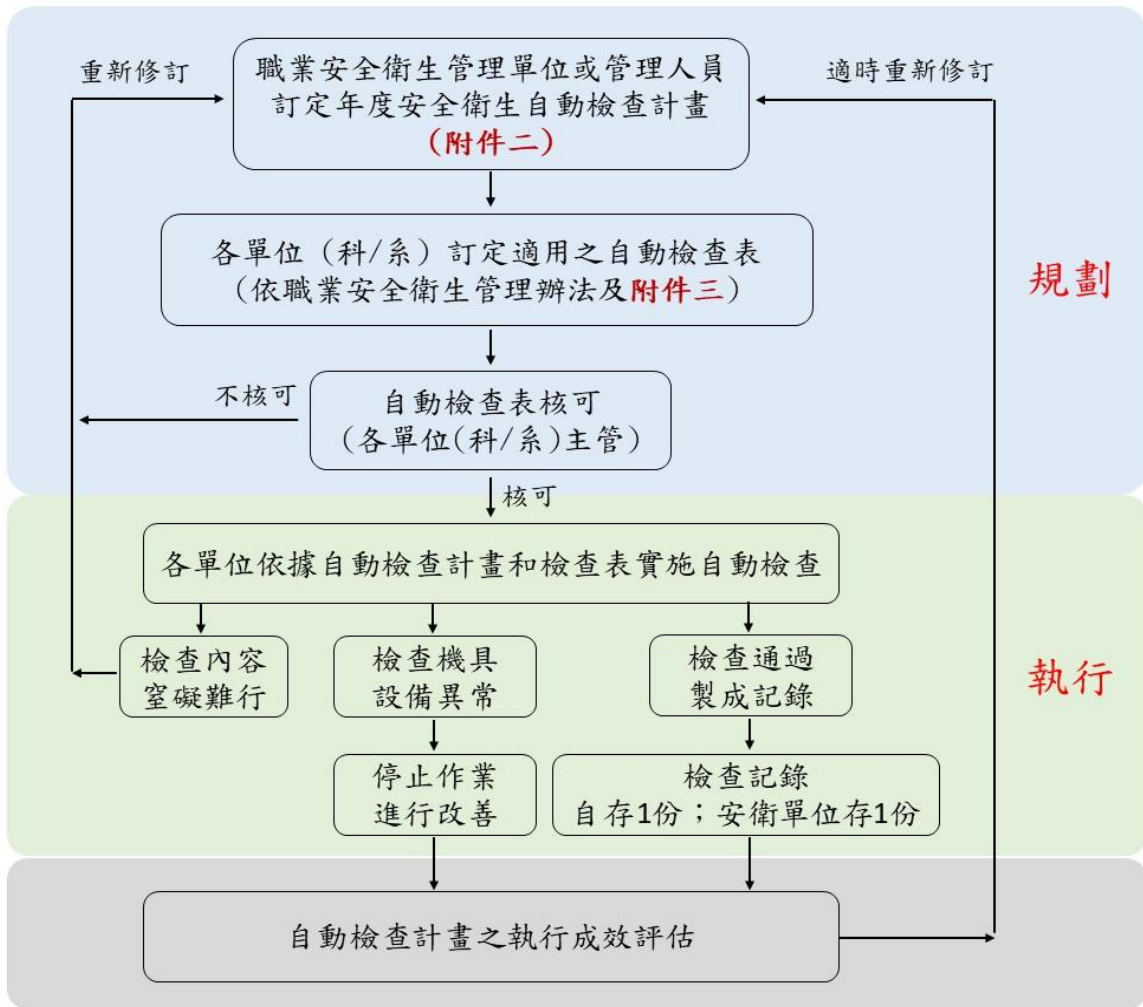 重新修訂
職業安全衛生管理單位或管理人員
訂定年度安全衛生自動檢查計畫
(附件二)
適時重新修訂
各單位（科/系）訂定適用之自動檢查表
（依職業安全衛生管理辦法及附件三）
規劃
不核可
自動檢查表核可
(各單位(科/系)主管)
核可
各單位依據自動檢查計畫和檢查表實施自動檢查
檢查內容
窒礙難行
檢查機具
設備異常
檢查通過
製成記錄
執行
停止作業
進行改善
檢查記錄
自存1份；安衛單位存1份
自動檢查計畫之執行成效評估